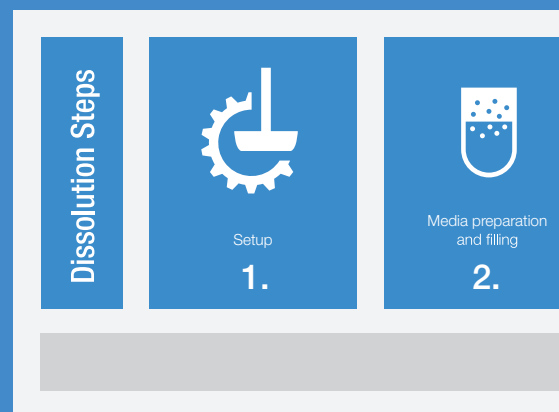 Dissolution Steps
Setup
1.
Media preparation
and filling
2.